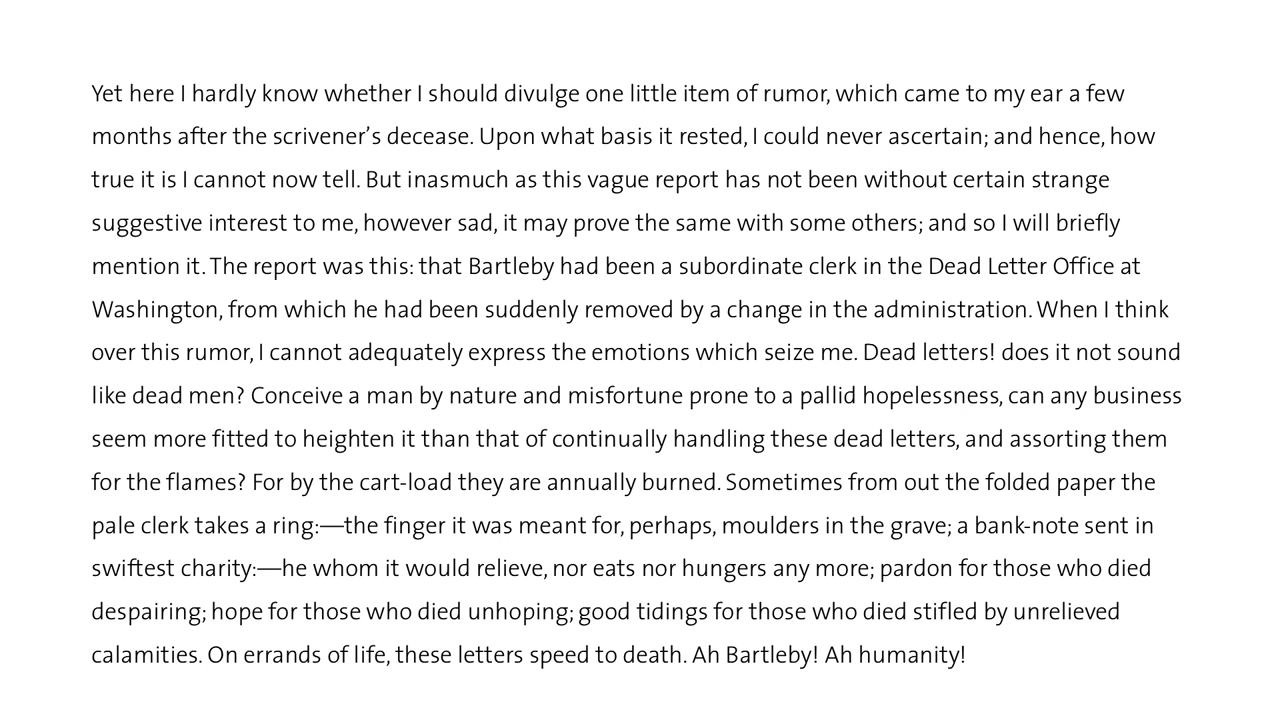 Yet here I hardly know whether I should divulge one little item of rumor, which came to my ear a few
months after the scrivener’s decease. Upon what basis it rested, I could never ascertain; and hence, how
true it is I cannot now tell. But inasmuch as this vague report has not been without certain strange
suggestive interest to me, however sad, it may prove the same with some others; and so I will briefly
mention it. The report was this: that Bartleby had been a subordinate clerk in the Dead Letter Office at
Washington, from which he had been suddenly removed by a change in the administration. When I think
over this rumor, I cannot adequately express the emotions which seize me. Dead letters! does it not sound
like dead men? Conceive a man by nature and misfortune prone to a pallid hopelessness, can any business
seem more fitted to heighten it than that of continually handling these dead letters, and assorting them
for the flames? For by the cart-load they are annually burned. Sometimes from out the folded paper the
pale clerk takes a ring:—the finger it was meant for, perhaps, moulders in the grave; a bank-note sent in
swiftest charity:—he whom it would relieve, nor eats nor hungers any more; pardon for those who died
despairing; hope for those who died unhoping; good tidings for those who died stifled by unrelieved
calamities. On errands of life, these letters speed to death. Ah Bartleby! Ah humanity!